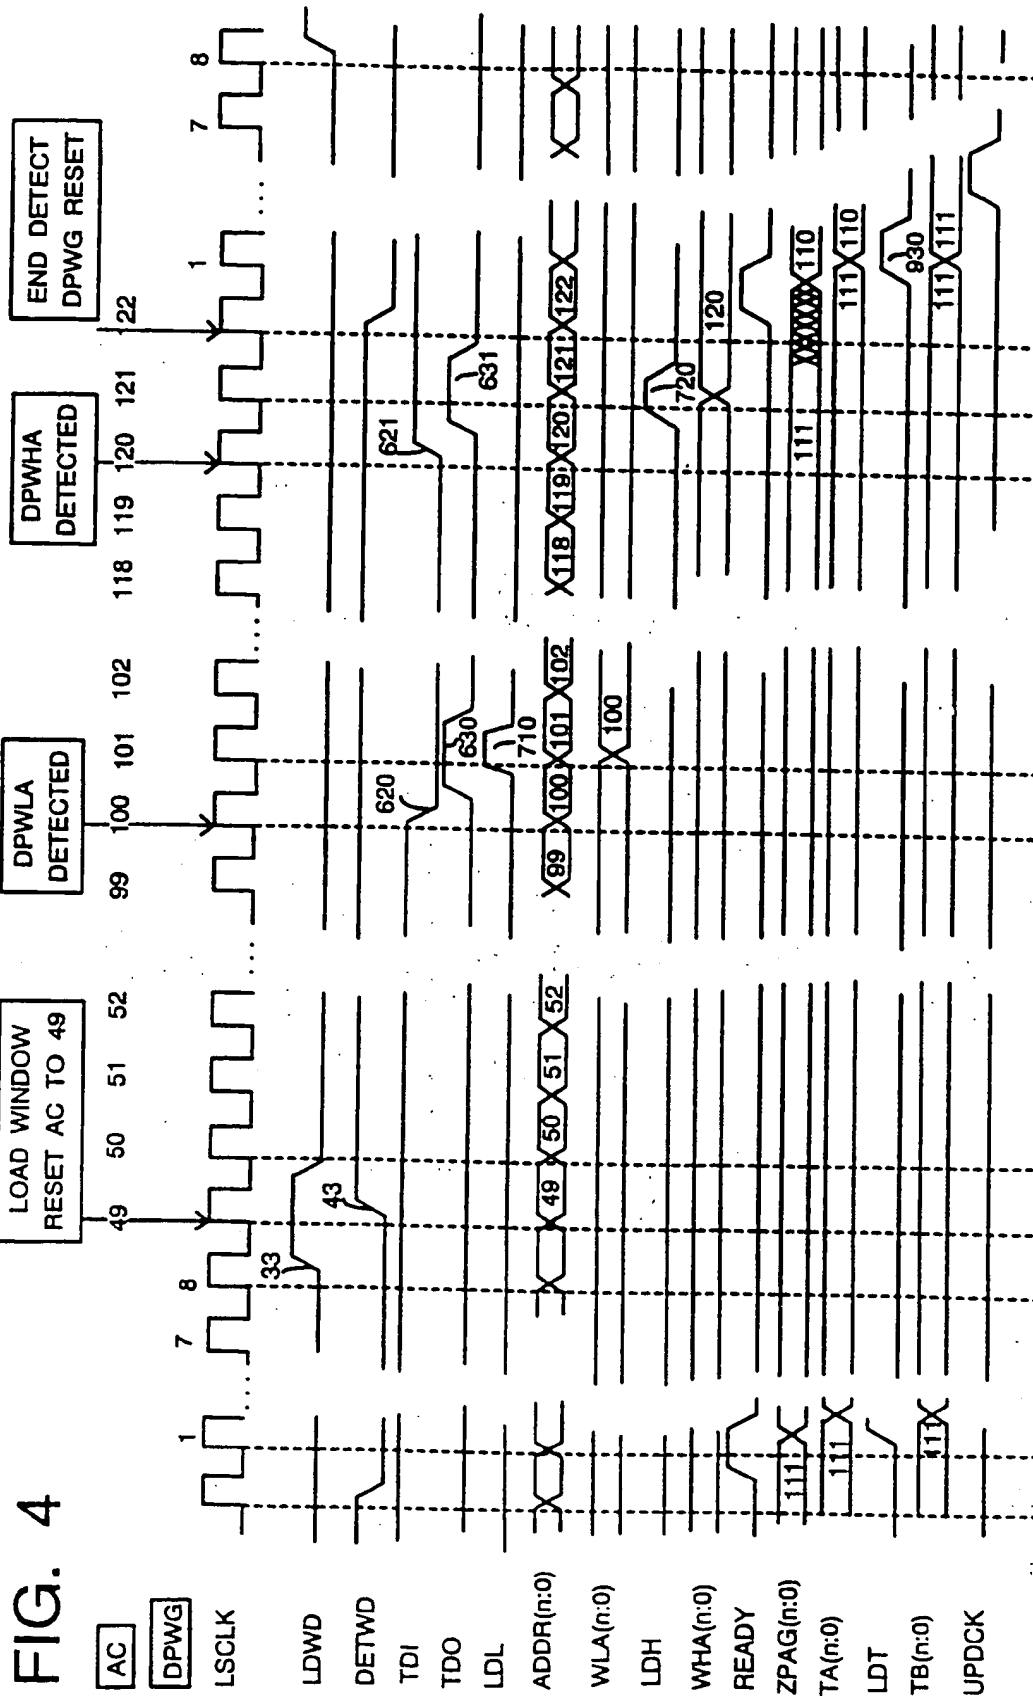 FIG. 4
LOAD WINDOW
RESET AC TO 49
DPWLA
DETECTED
DPWHA
DETECTED
END DETECT
DPWG RESET
AC
49 50 51 52 99 100 101 102 118 119 120 121 122
DPWG
1 ... 7 8 ... ... ... 1 ... 7 8
LSCLK
LDWD
33
DETWD
43
TDI
620
621
TDO
630
631
LDL
710
ADDR(n:0)
49 50 51 52 99 100 101 102 118 119 120 121 122
WLA(n:0)
100
LDH
720
WHA(n:0)
120
READY
ZPAG(n:0)
111 111 110
TA(n:0)
111 111 110
LDT
930
TB(n:0)
111 111 111
UPDCK